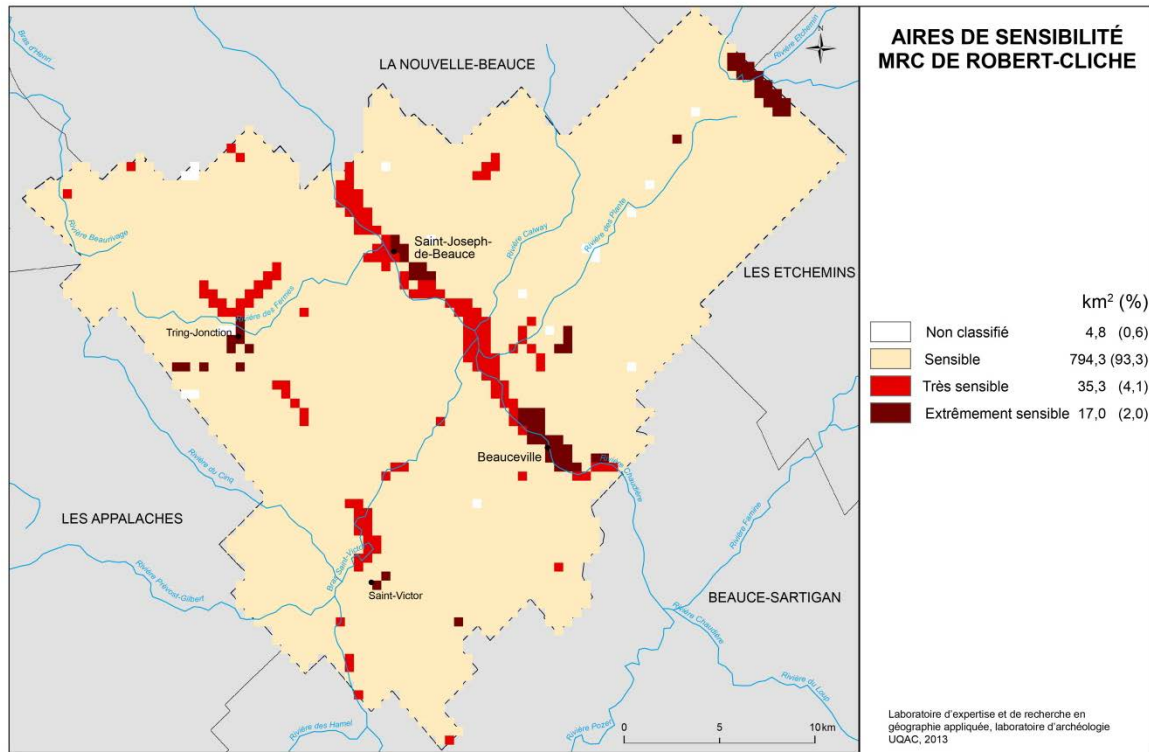 AIRES DE SENSIBILITÉ
MRC DE ROBERT-CLICHE
Bras d'Henri
Rivière Etchemin
N
LA NOUVELLE-BEAUCE
Rivière Beaurivage
Rivière Calway
Rivière des Plante
Saint-Joseph-
de-Beauce
LES ETCHEMINS
Rivière des Fermes
Tring-Jonction
km² (%)
Non classifié 4,8 (0,6)
Sensible 794,3 (93,3)
Très sensible 35,3 (4,1)
Extrêmement sensible 17,0 (2,0)
Beauceville
Rivière Chaudière
Rivière du Cinq
LES APPALACHES
Rivière Famine
Bras Saint-Victor
Rivière Prévost-Gilbert
Saint-Victor
BEAUCE-SARTIGAN
Rivière Chaudière
Rivière du Loup
Rivière des Hamel
Rivière Pozer
0 5 10km
Laboratoire d'expertise et de recherche en
géographie appliquée, laboratoire d'archéologie
UQAC, 2013